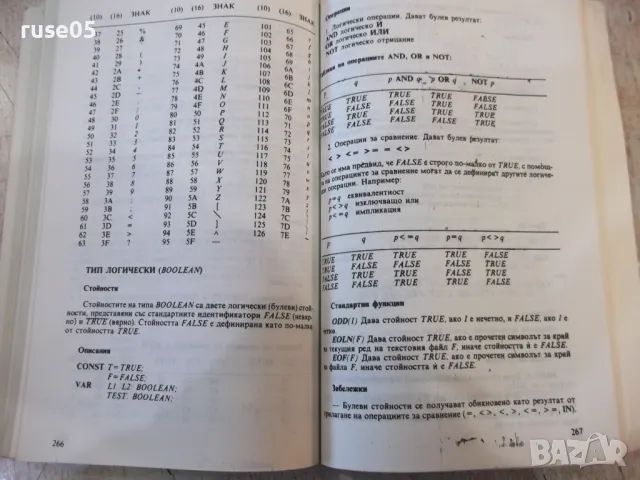 ruse05
(10) (16) ЗНАК (10) (16) ЗНАК (10) (16)
37 25 % 69 45 E 101 65
38 26 & 70 46 F 102 66
39 27 71 47 G 103 67
40 28 ( 72 48 H 104 68
41 29 ) 73 49 I 105 69
42 2A * 74 4A J 106 6A
43 2B + 75 4B K 107 6B
44 2C , 76 4C L 108 6C
45 2D — 77 4D M 109 6D
46 2E . 78 4E N 110 6E
47 2F / 79 4F O 111 6F
48 30 0 80 50 P 112 70
49 31 1 81 51 Q 113 71
50 32 2 82 52 R 114 72
51 33 3 83 53 S 115 73
52 34 4 84 54 T 116 74
53 35 5 85 55 U 117 75
54 36 6 86 56 V 118 76
55 37 7 87 57 W 119 77
56 38 8 88 58 X 120 78
57 39 9 89 59 Y 121 79
58 3A : 90 5A Z 122 7A
59 3B ; 91 5B [ 123 7B
60 3C < 92 5C \ 124 7C
61 3D = 93 5D ] 125 7D
62 3E > 94 5E 126 7E
63 3F ? 95 5F —
ТИП ЛОГИЧЕСКИ (BOOLEAN)
Стойности
Стойностите на типа BOOLEAN са двете логически (булеви) стой-
ности, представяни със стандартните идентификатори FALSE (невяр-
но) и TRUE (вярно). Стойността FALSE е дефинирана като по-малка
от стойността TRUE.
Описания
CONST T=TRUE;
F=FALSE;
VAR L1, L2: BOOLEAN;
TEST: BOOLEAN;
266
Операции
1. Логически операции. Дават булев резултат:
AND логическо И
OR логическо ИЛИ
NOT логическо отрицание
операциите AND, OR и NOT:
p q p AND q p OR q NOT p
TRUE TRUE TRUE TRUE FALSE
TRUE FALSE FALSE TRUE FALSE
FALSE TRUE FALSE TRUE TRUE
FALSE FALSE FALSE FALSE TRUE
2. Операции за сравнение. Дават булев резултат:
< > <= >= = <>
Като се има предвид, че FALSE е строго по-малко от TRUE, с помощ-
на операциите за сравнение могат да се дефинират другите логиче-
ски операции. Например:
p=q еквивалентност
p<>q изключващо или
p<=q импликация
p q p<=q p=q p<>q
TRUE TRUE TRUE TRUE FALSE
TRUE FALSE FALSE FALSE TRUE
FALSE TRUE TRUE FALSE TRUE
FALSE FALSE TRUE TRUE FALSE
Стандартни функции
ODD(I) Дава стойност TRUE, ако I е нечетно, и FALSE, ако I е
четно.
EOLN(F) Дава стойност TRUE, ако е прочетен символът за край
на текущия ред на текстовия файл F, иначе стойността ѝ е FALSE.
EOF(F) Дава стойност TRUE, ако е прочетен символът за край
на файла F, иначе стойността ѝ е FALSE.
Забележки
— Булеви стойности се получават обикновено като резултат от
прилагане на операциите за сравнение (=, <>, <, >, <=, >=, IN).
267
BAZAR
.bg